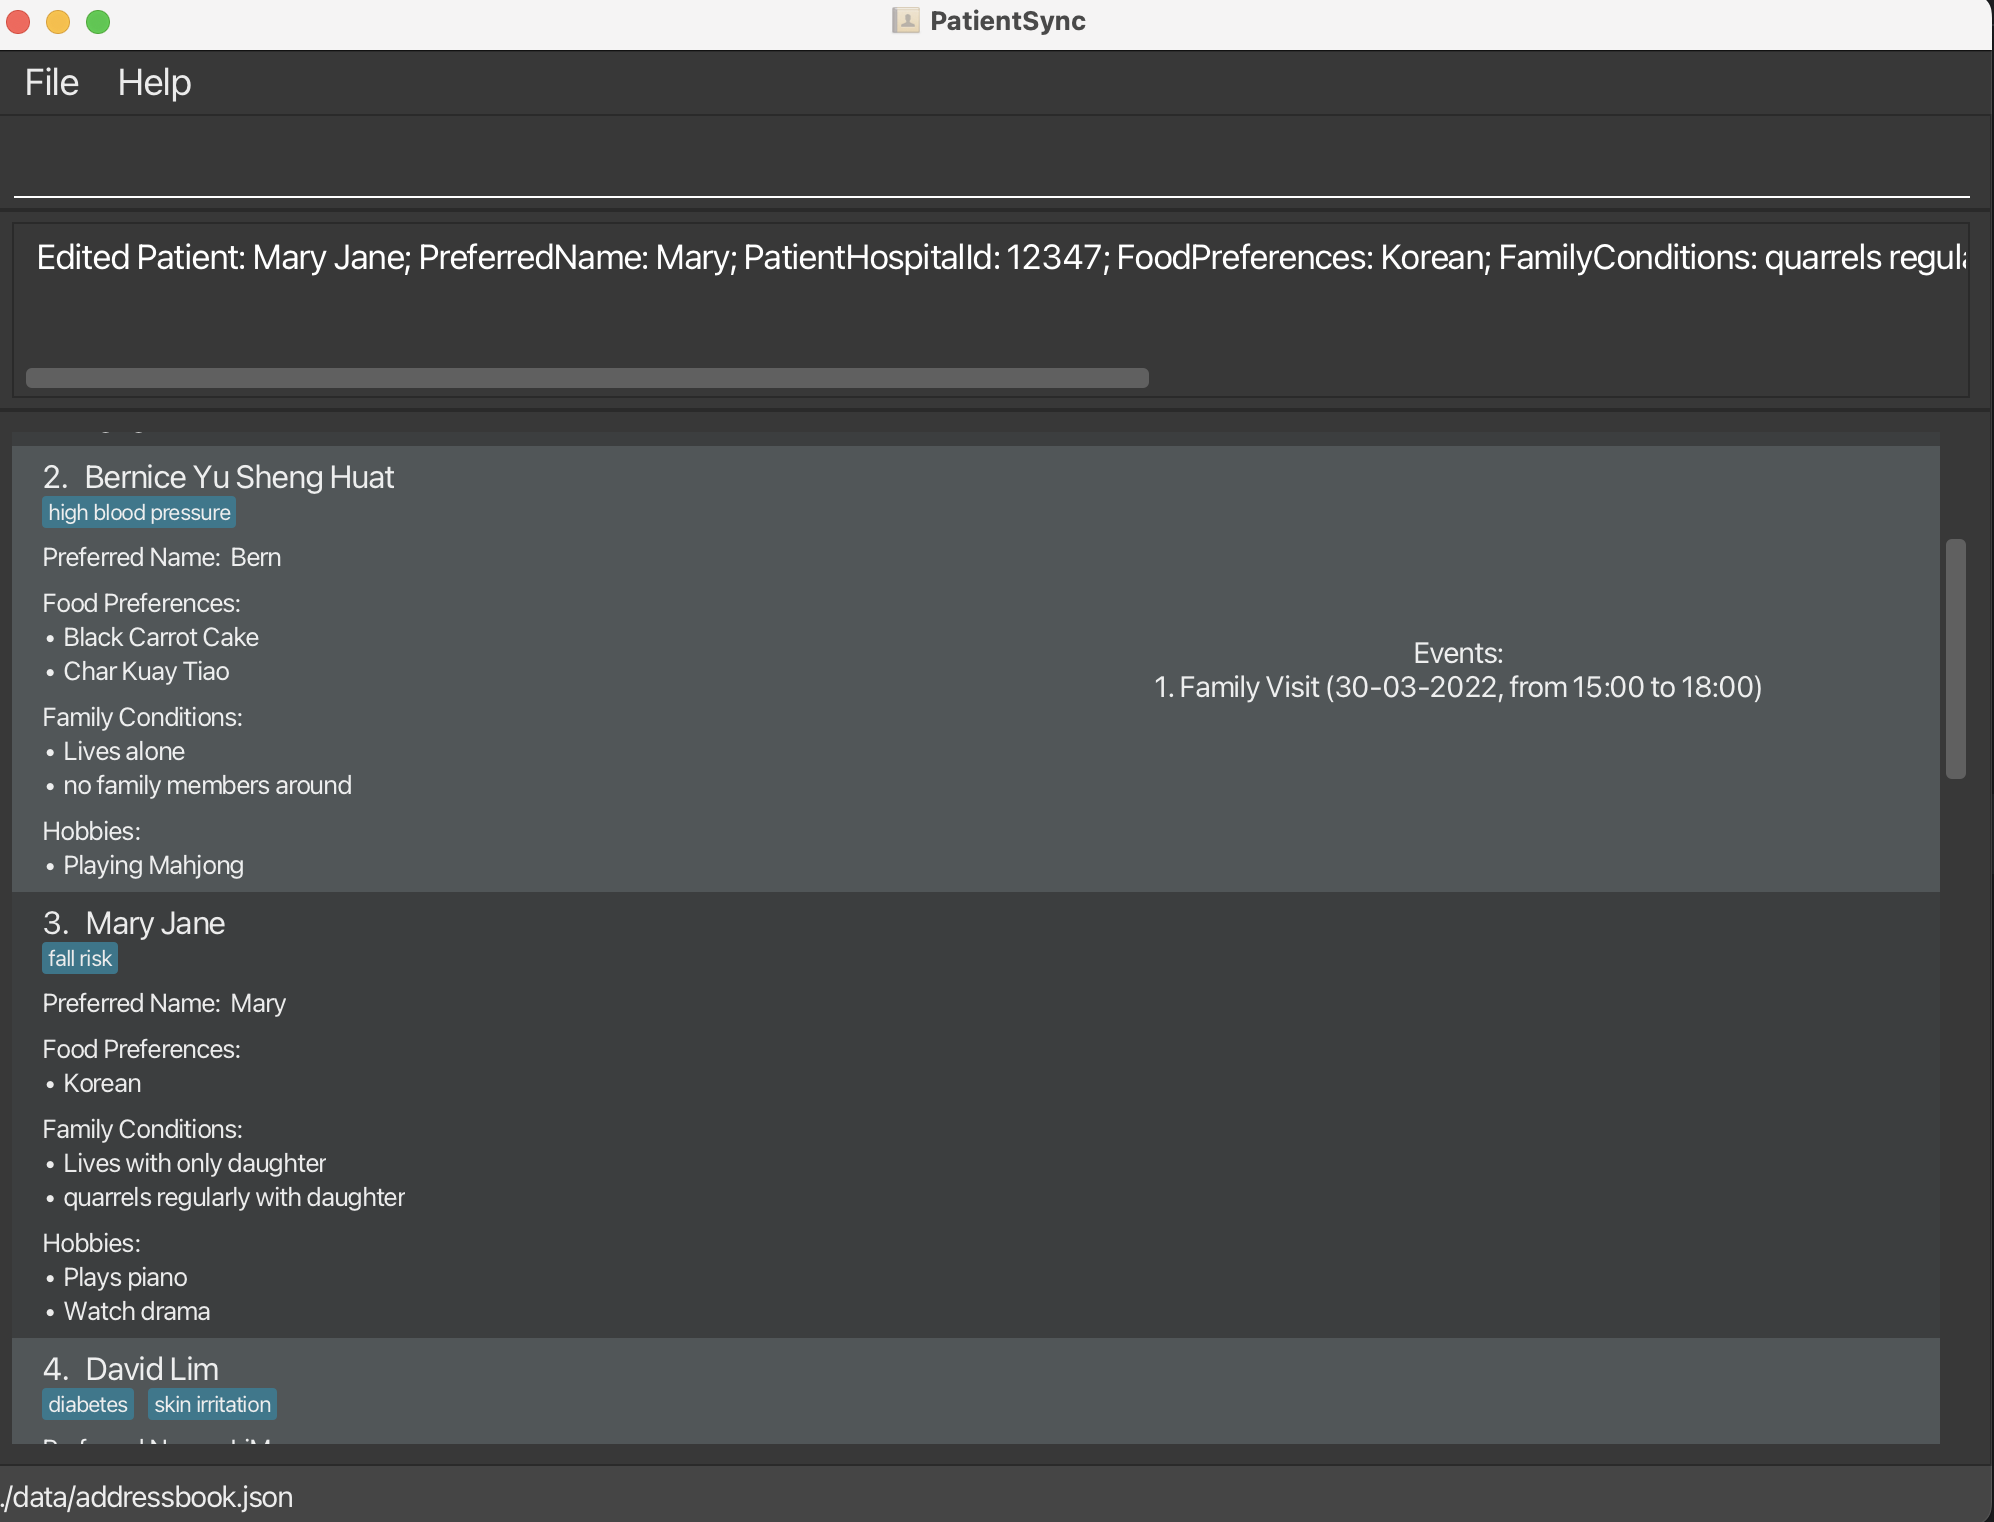 PatientSync
File Help
Edited Patient: Mary Jane; PreferredName: Mary; PatientHospitalId: 12347; FoodPreferences: Korean; FamilyConditions: quarrels
2. Bernice Yu Sheng Huat
high blood pressure
Preferred Name: Bern
Food Preferences:
• Black Carrot Cake
• Char Kuay Tiao
Family Conditions:
• Lives alone
• no family members around
Hobbies:
• Playing Mahjong
Events:
1. Family Visit (30-03-2022, from 15:00 to 18:00)
3. Mary Jane
fall risk
Preferred Name: Mary
Food Preferences:
• Korean
Family Conditions:
• Lives with only daughter
• quarrels regularly with daughter
Hobbies:
• Plays piano
• Watch drama
4. David Lim
diabetes skin irritation
./data/addressbook.json